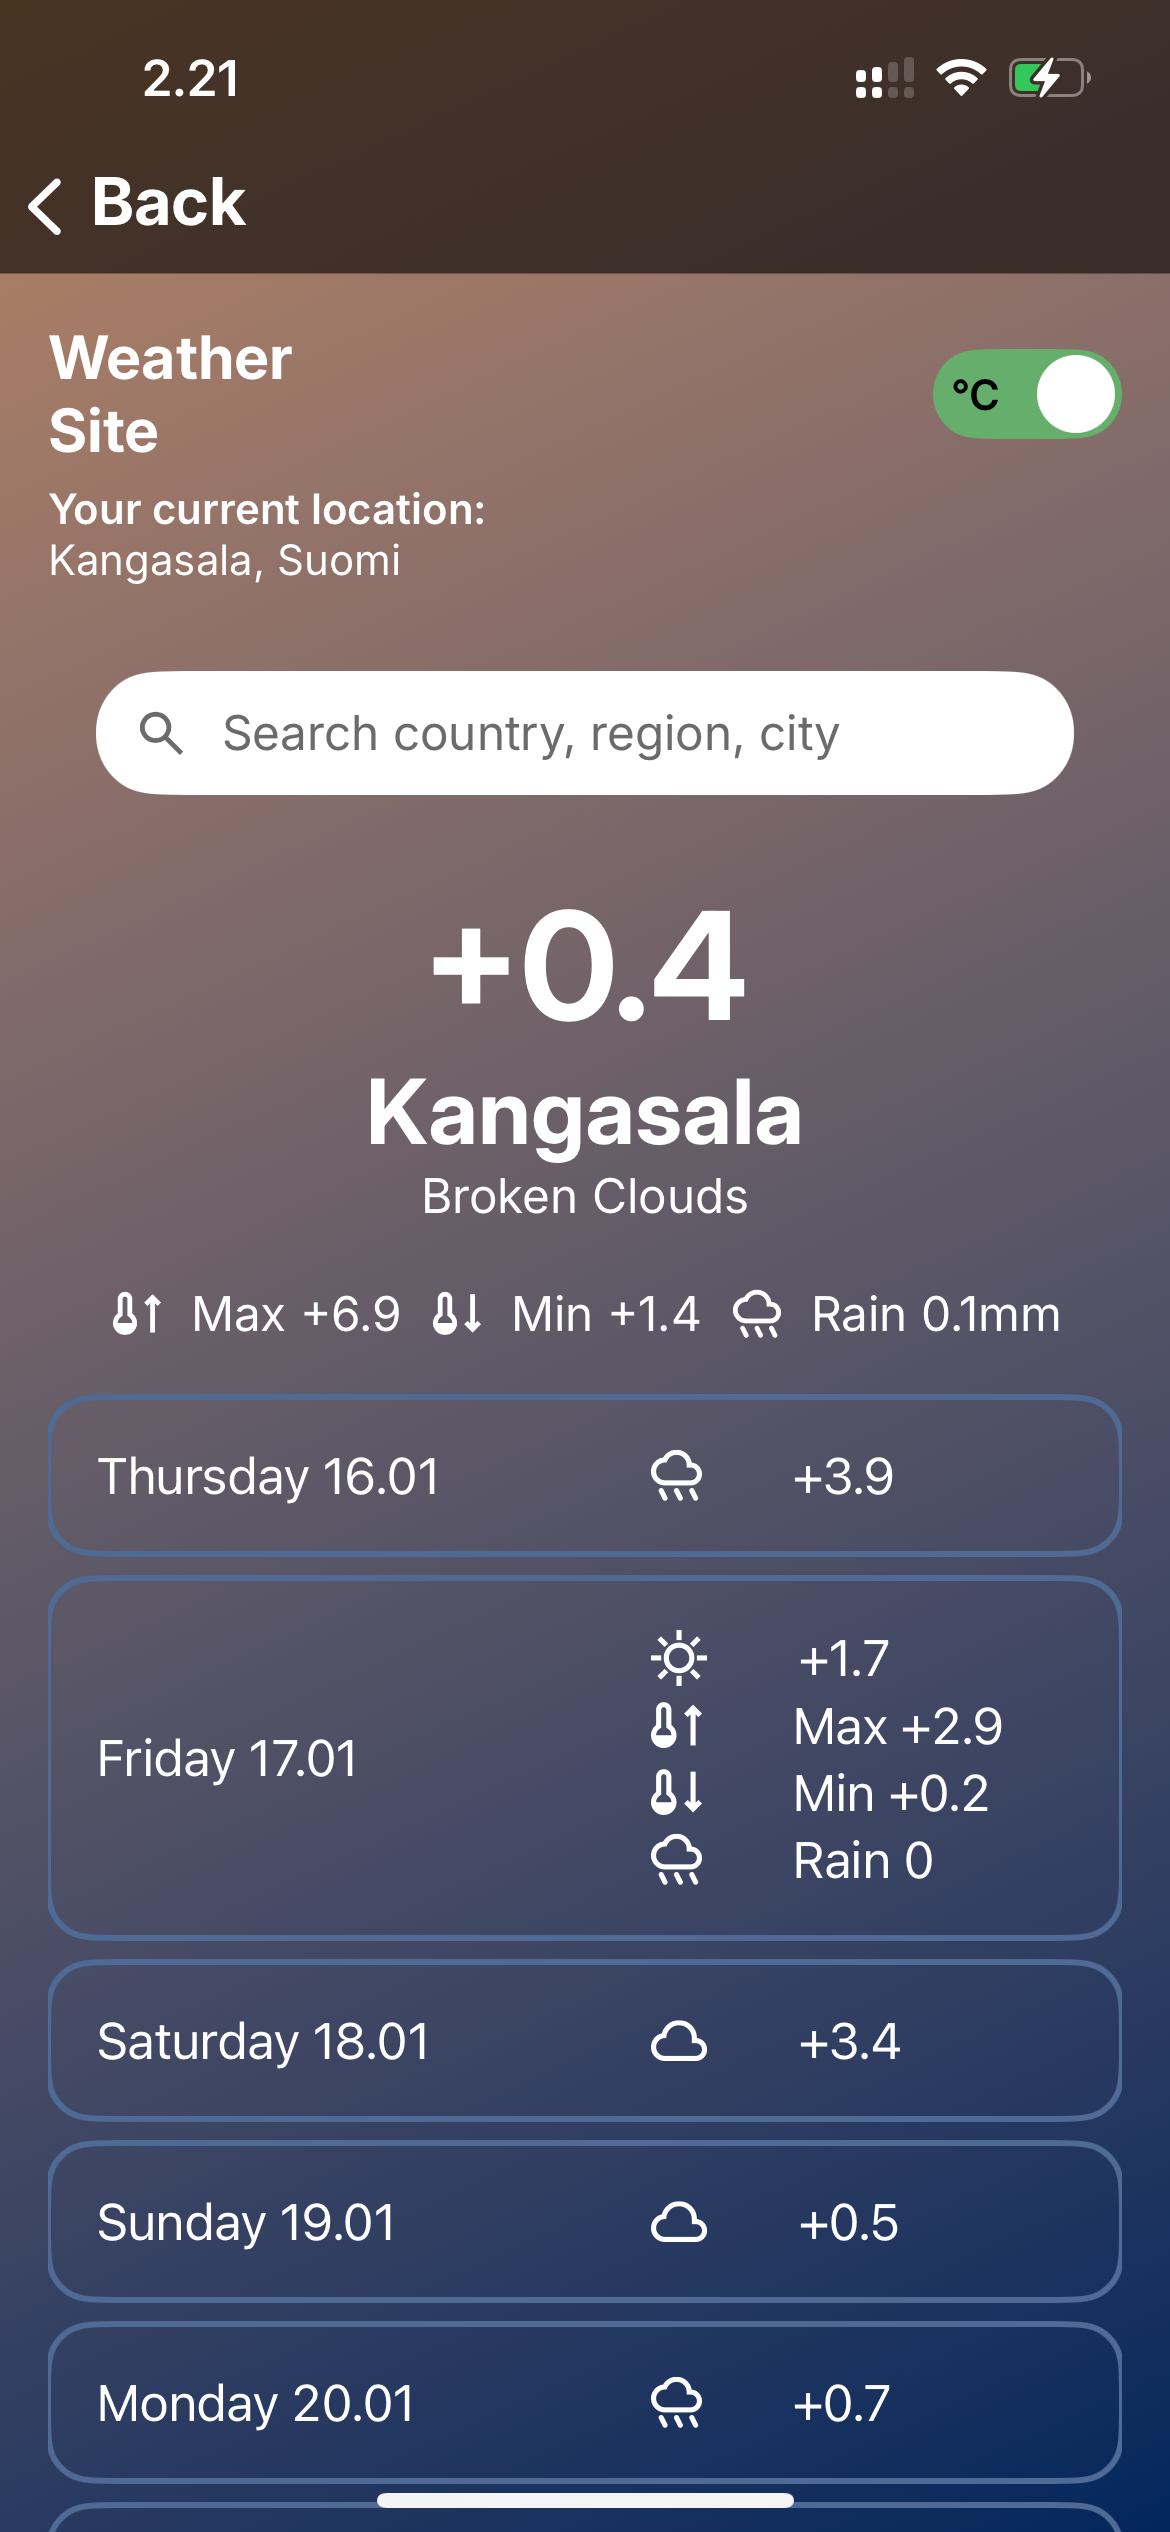 2.21
Back
Weather
Site
°C
Your current location:
Kangasala, Suomi
Search country, region, city
+0.4
Kangasala
Broken Clouds
Max +6.9 Min +1.4 Rain 0.1mm
Thursday 16.01 +3.9
+1.7
Max +2.9
Friday 17.01
Min +0.2
Rain 0
Saturday 18.01 +3.4
Sunday 19.01 +0.5
Monday 20.01 +0.7